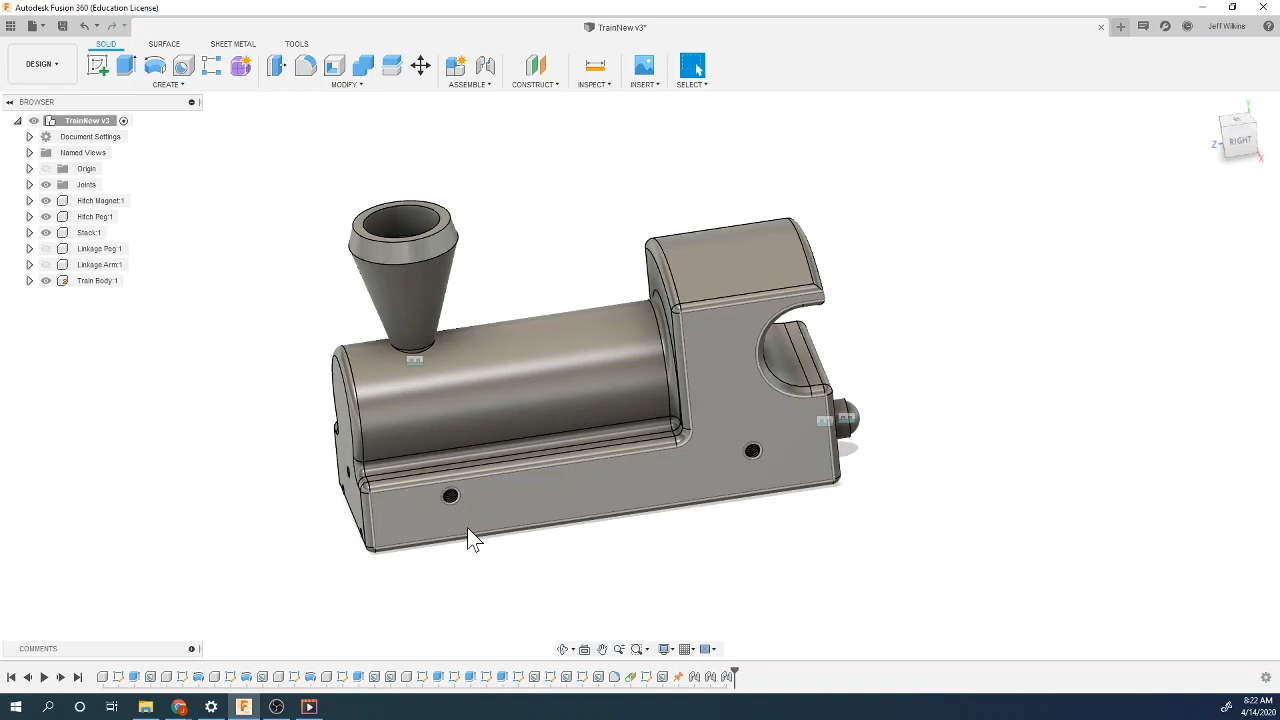 Autodesk Fusion 360 (Education License)
TrainNew v3*
Jeff Wilkins
DESIGN
SOLID
SURFACE
SHEET METAL
TOOLS
CREATE
MODIFY
ASSEMBLE
CONSTRUCT
INSPECT
INSERT
SELECT
BROWSER
TrainNew v3
Document Settings
Named Views
Origin
Joints
Hitch Magnet:1
Hitch Peg:1
Stack:1
Linkage Peg:1
Linkage Arm:1
Train Body:1
Y
Z
RIGHT
X
COMMENTS
8:22 AM
4/14/2020